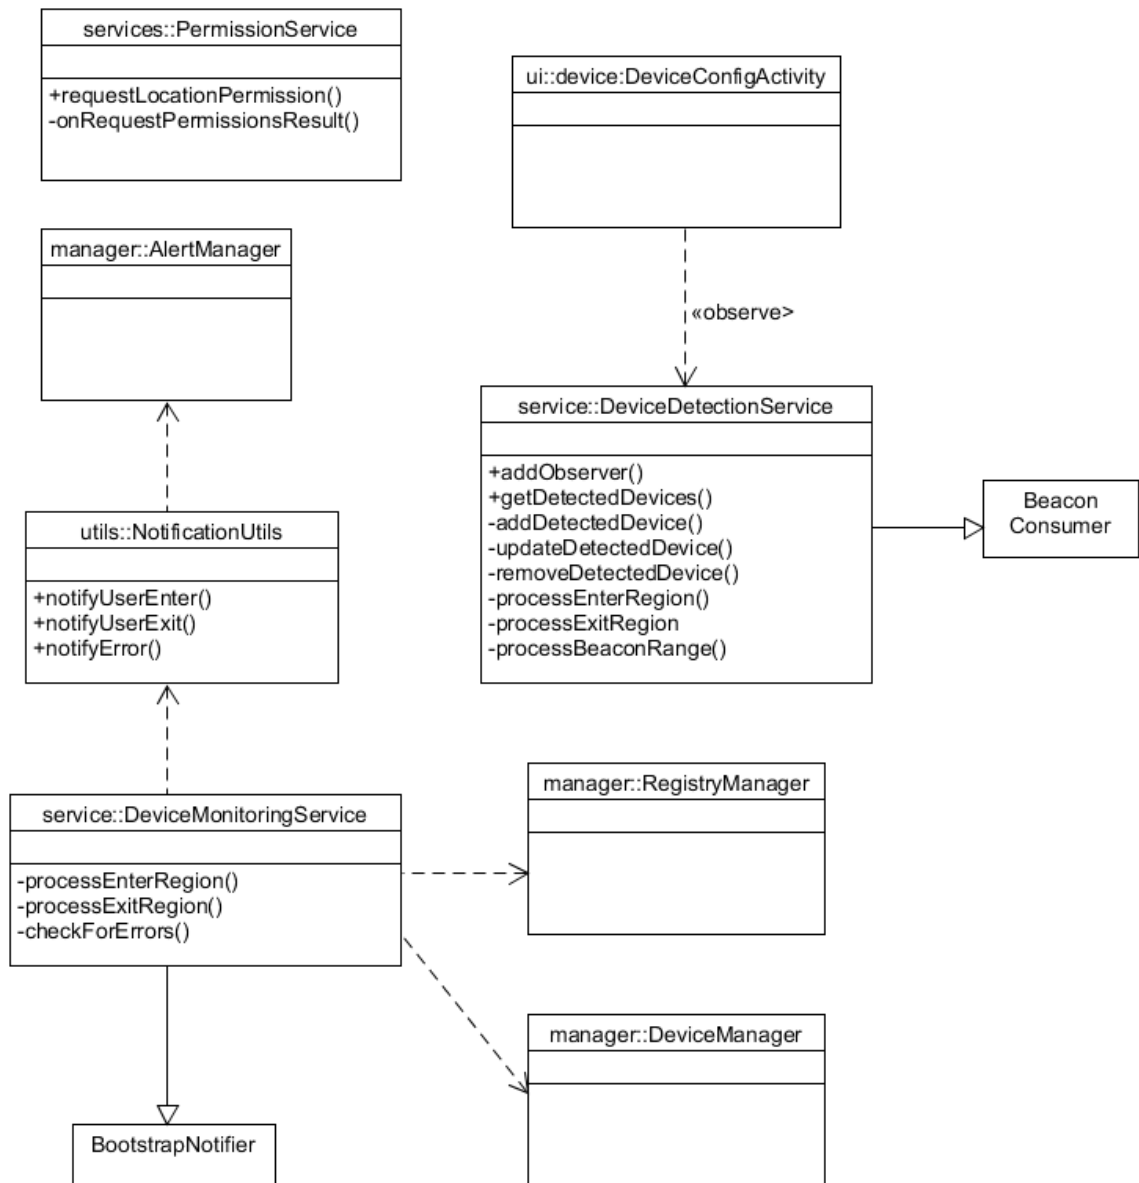 services::PermissionService
+requestLocationPermission()
-onRequestPermissionsResult()
ui::device:DeviceConfigActivity
manager::AlertManager
«observe>
service::DeviceDetectionService
+addObserver()
+getDetectedDevices()
-addDetectedDevice()
-updateDetectedDevice()
-removeDetectedDevice()
-processEnterRegion()
-processExitRegion
-processBeaconRange()
Beacon
Consumer
utils::NotificationUtils
+notifyUserEnter()
+notifyUserExit()
+notifyError()
manager::RegistryManager
service::DeviceMonitoringService
-processEnterRegion()
-processExitRegion()
-checkForErrors()
manager::DeviceManager
BootstrapNotifier